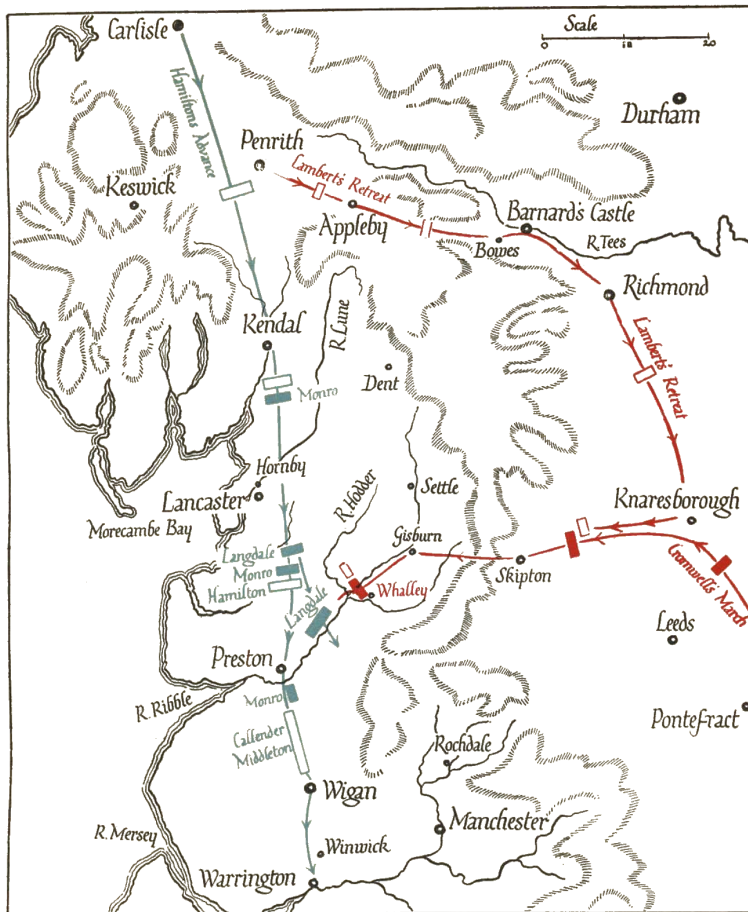 Carlisle
Scale
0 10 20
Hamiltons Advance
Durham
Penrith
Lambert's Retreat
Keswick
Appleby
Barnard's Castle
Bowes
R. Tees
Richmond
Kendal
R. Lune
Lambert's Retreat
Dent
Monro
Hornby
Lancaster
R. Hodder
Settle
Knaresborough
Morecambe Bay
Gisburn
Langdale
Monro
Hamilton
Skipton
Cromwell's March
Langdale
Whalley
Leeds
Preston
R. Ribble
Monro
Pontefract
Callender
Middleton
Rochdale
Wigan
R. Mersey
Manchester
Winwick
Warrington